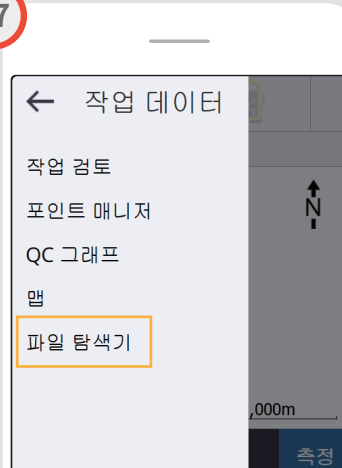 7
← 작업 데이터
작업 검토
포인트 매니저
QC 그래프
맵
파일 탐색기
N
,000m
측정